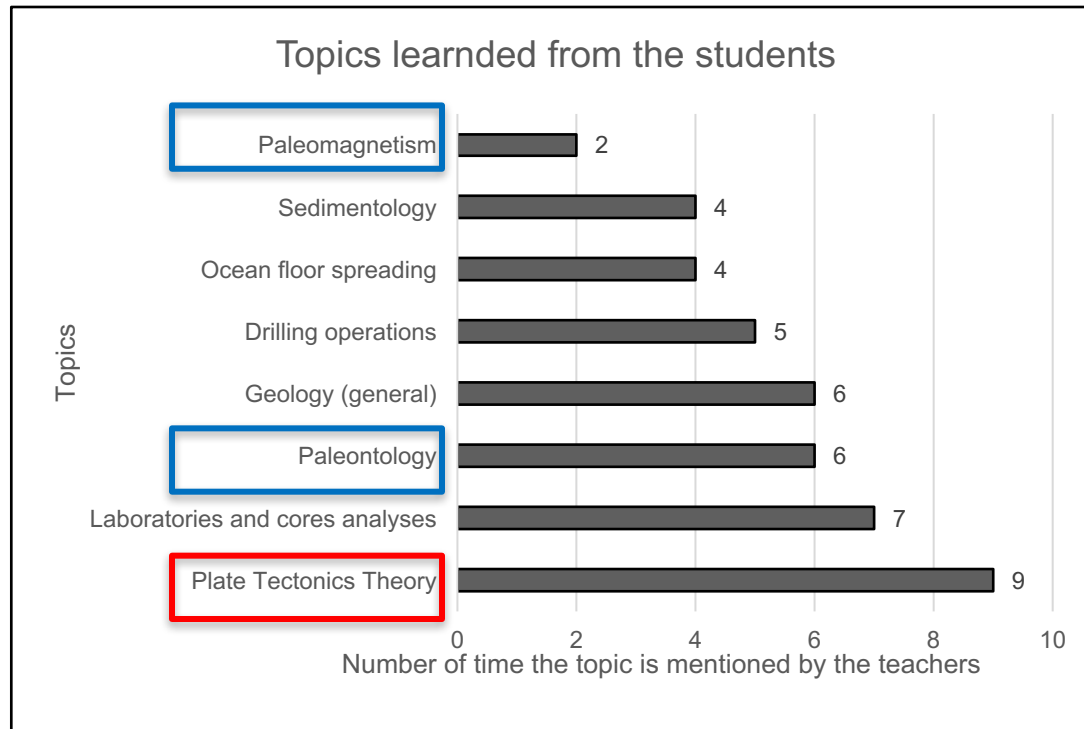 Topics learnded from the students
Paleomagnetism 2
Sedimentology 4
Ocean floor spreading 4
Drilling operations 5
Geology (general) 6
Paleontology 6
Laboratories and cores analyses 7
Plate Tectonics Theory 9
Topics
0 2 4 6 8 10
Number of time the topic is mentioned by the teachers